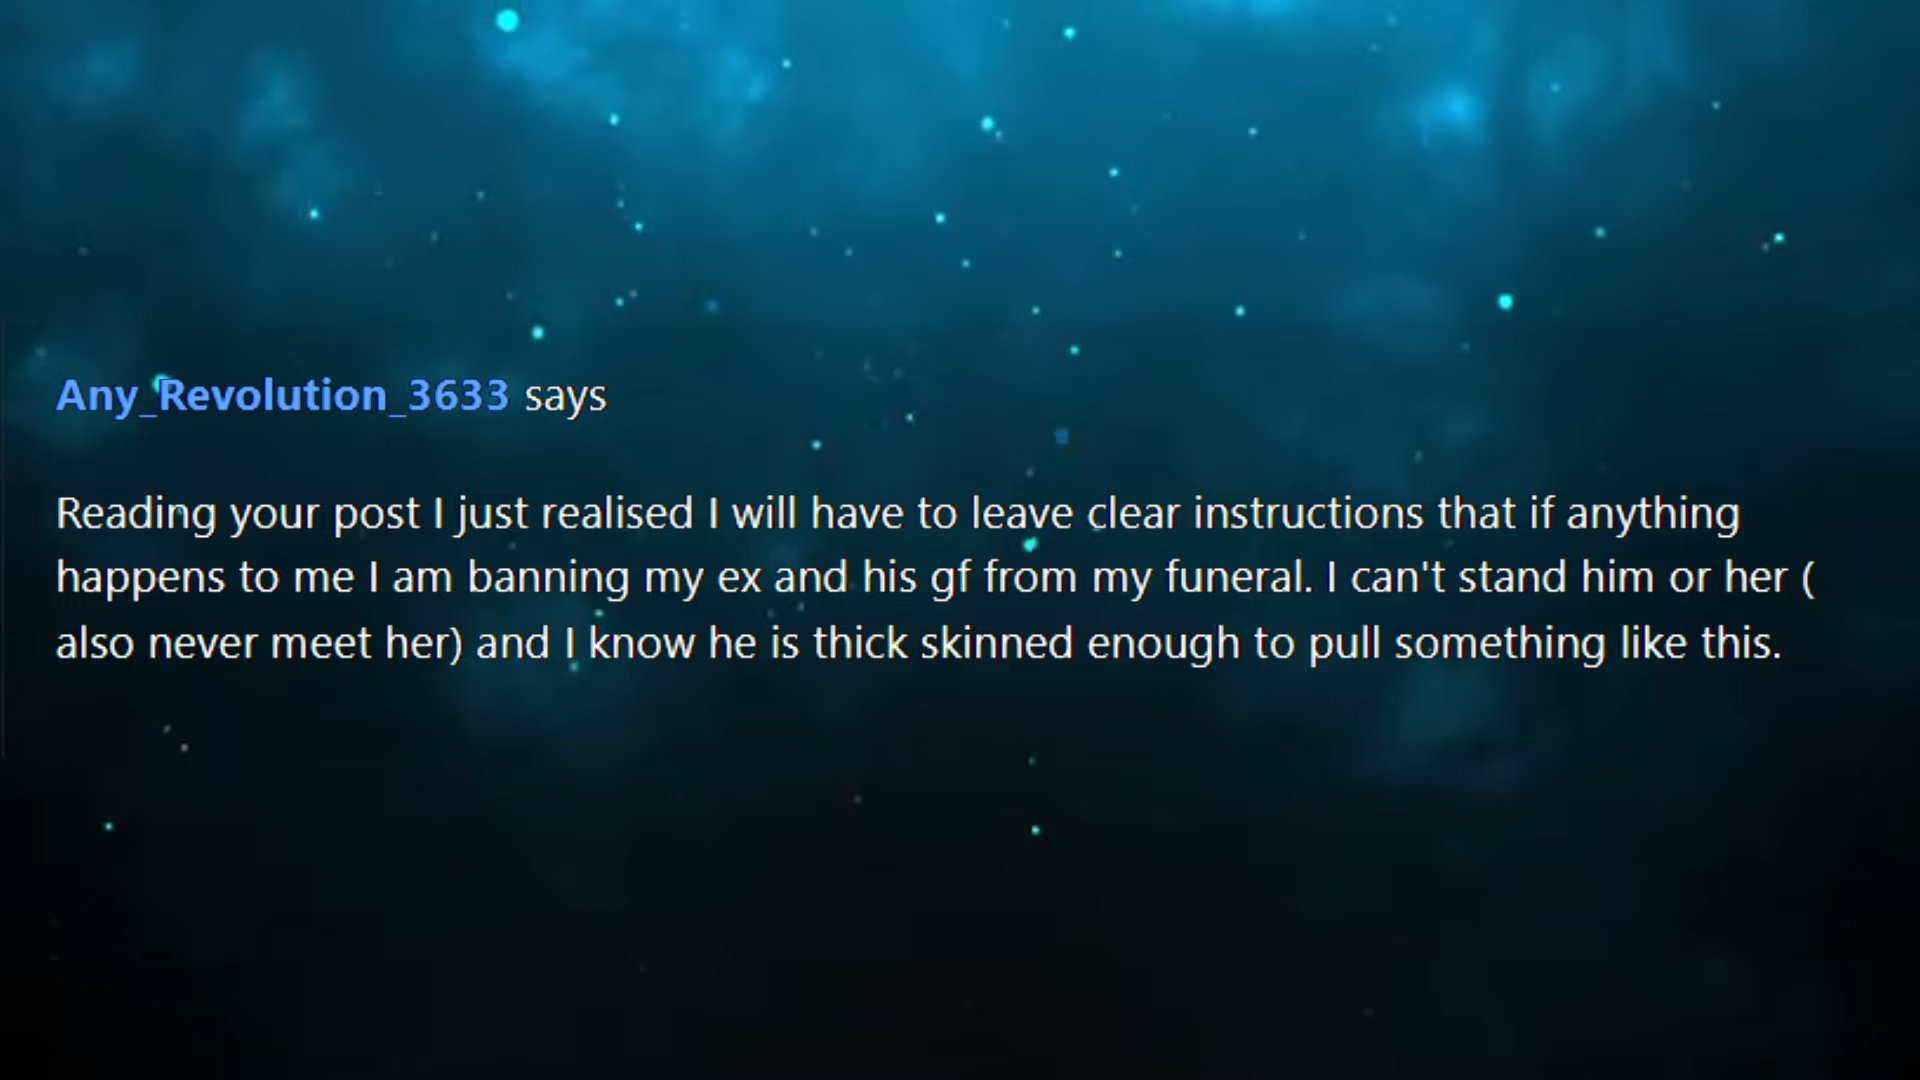 Any_Revolution_3633 says
Reading your post I just realised I will have to leave clear instructions that if anything
happens to me I am banning my ex and his gf from my funeral. I can't stand him or her (
also never meet her) and I know he is thick skinned enough to pull something like this.